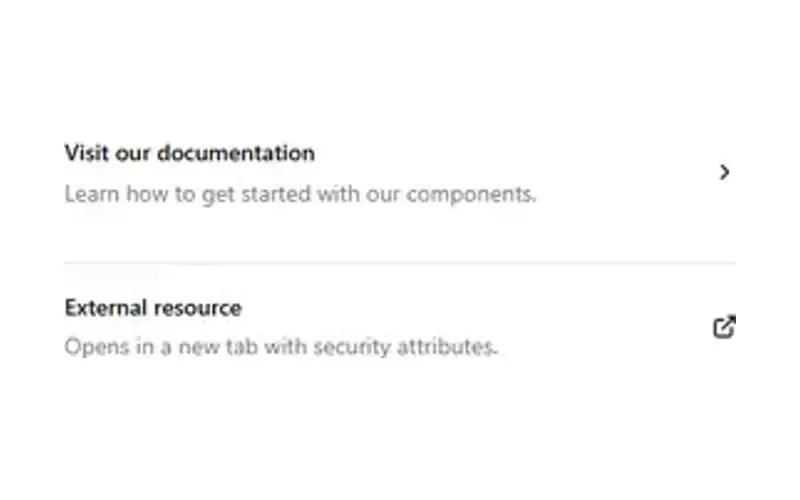 Visit our documentation
Learn how to get started with our components.
External resource
Opens in a new tab with security attributes.